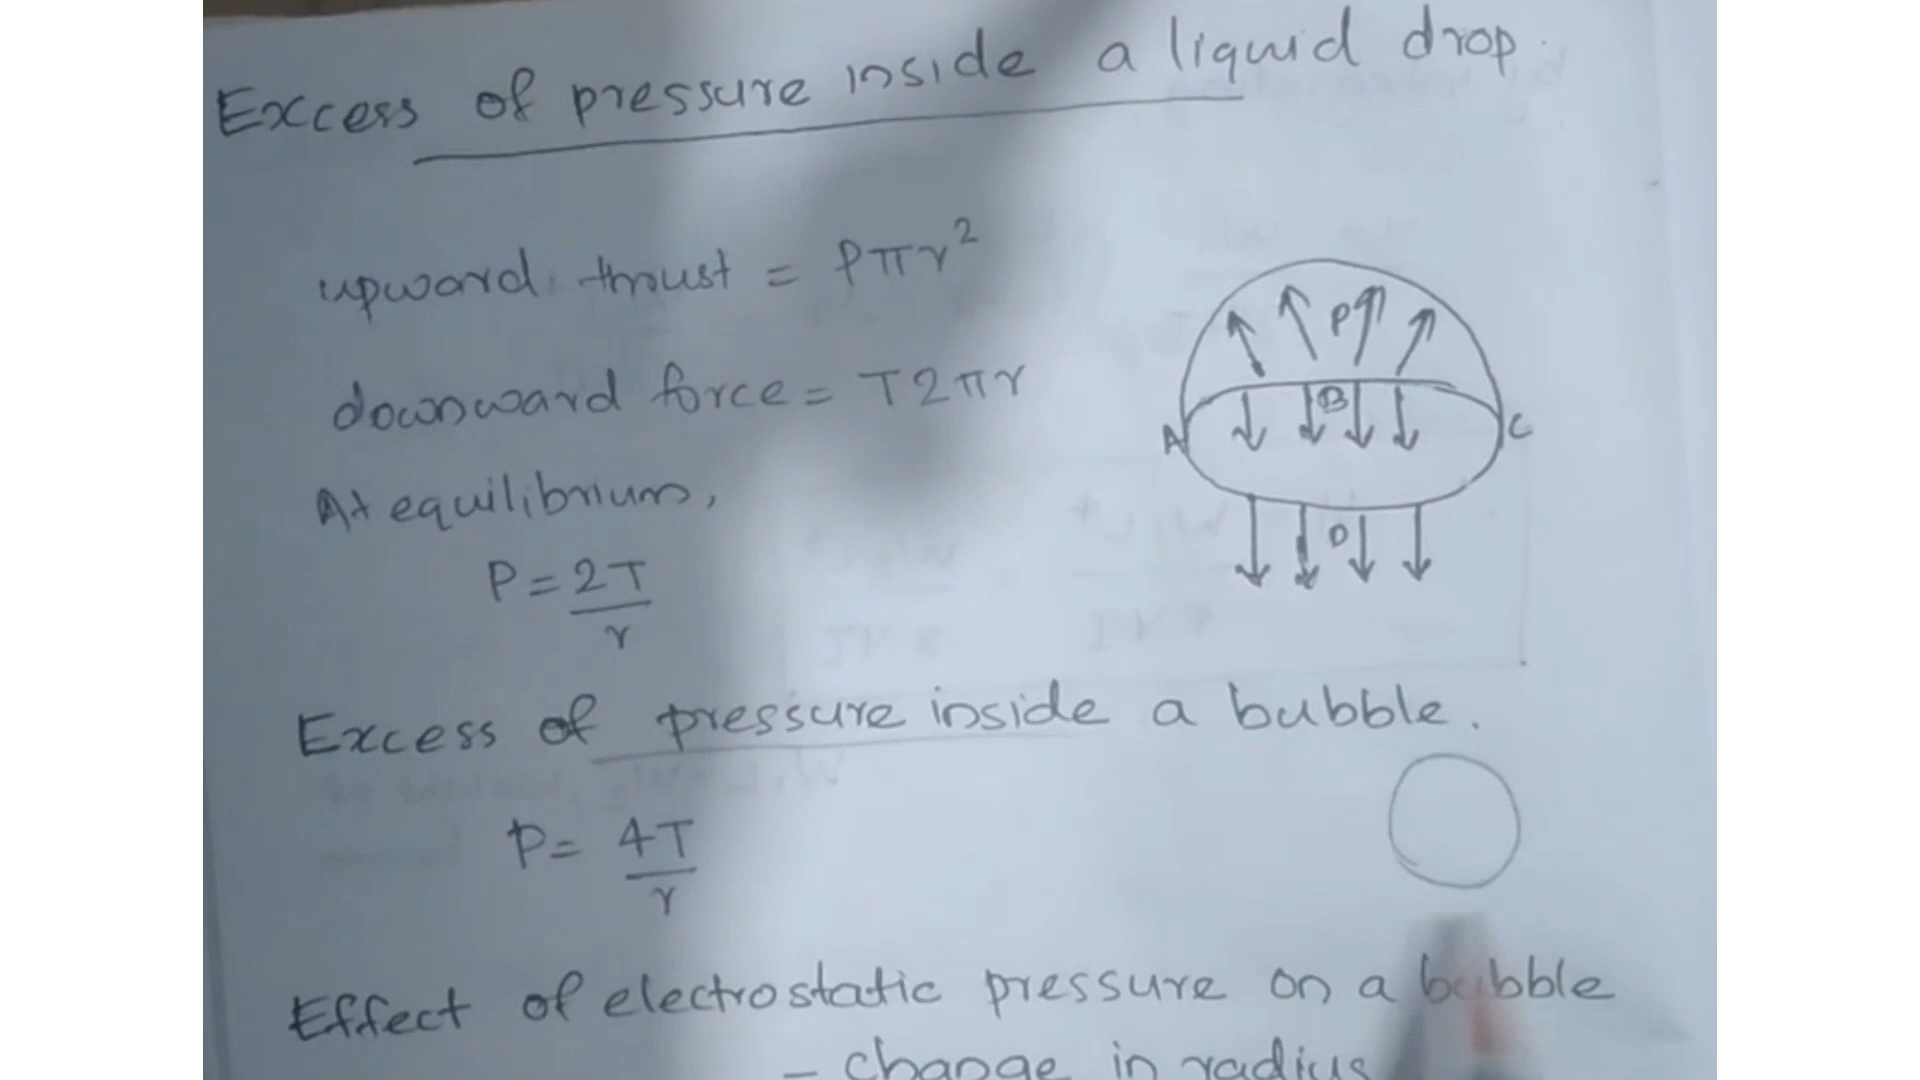 Excess of pressure inside a liquid drop.
upward thrust = Pπr²
downward force = T2πr
At equilibrium,
P = 2T/r
P
B
A
C
D
Excess of pressure inside a bubble.
P = 4T/r
Effect of electrostatic pressure on a bubble
- change in radius